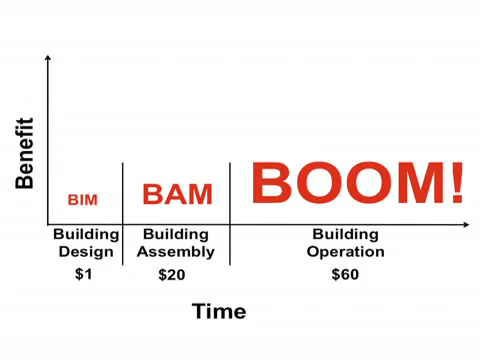 Benefit
BIM
BAM
BOOM!
Building
Design
$1
Building
Assembly
$20
Building
Operation
$60
Time